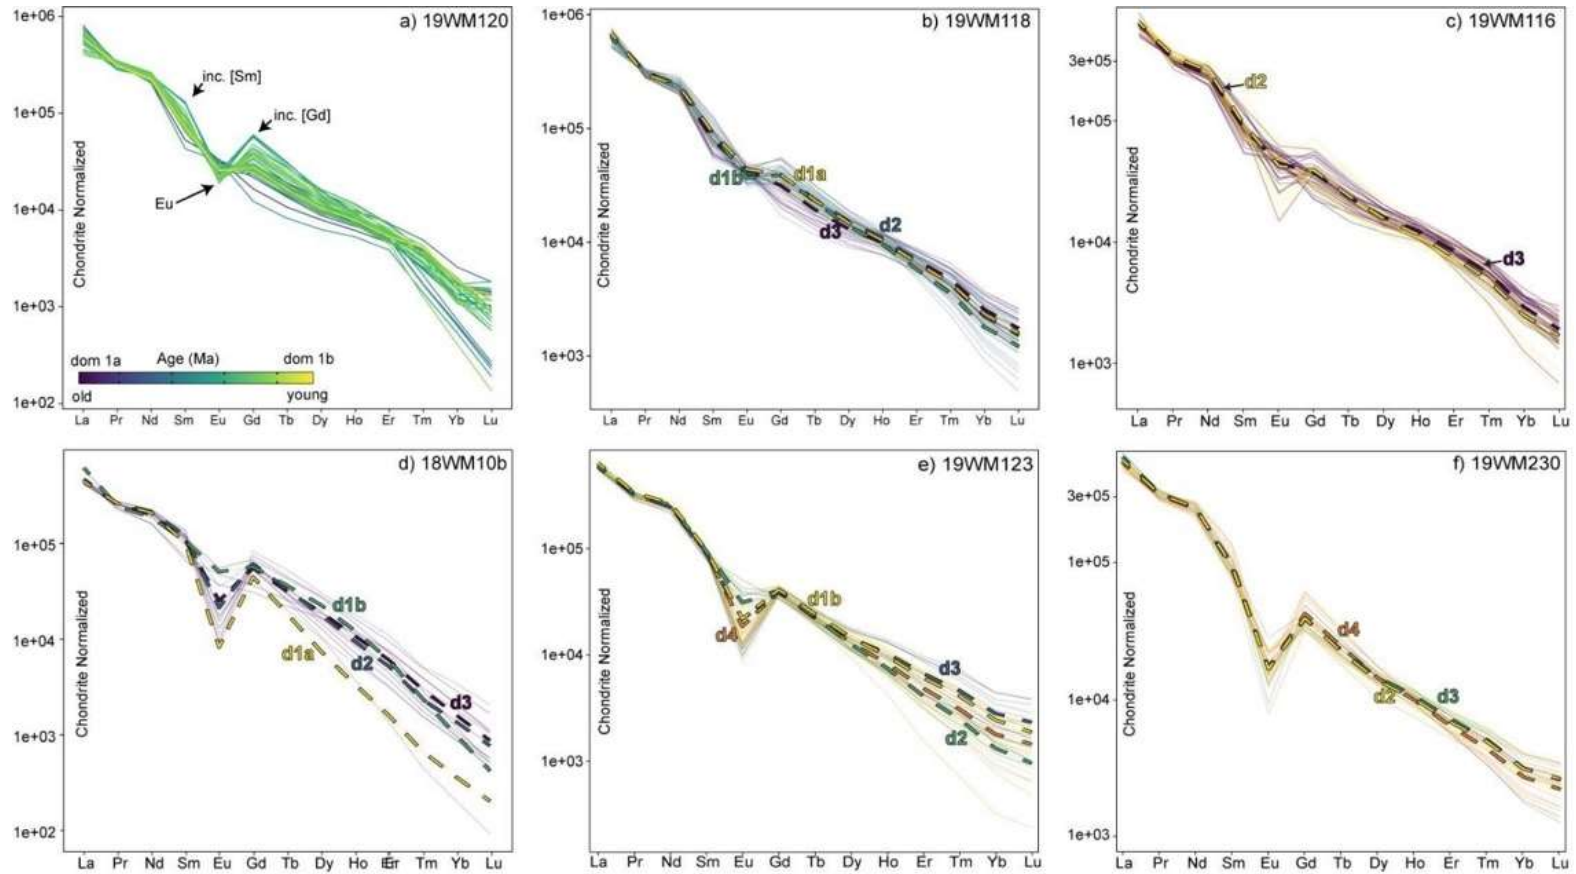 a) 19WM120
1e+06
1e+05
1e+04
1e+03
1e+02
Chondrite Normalized
inc. [Sm]
inc. [Gd]
Eu
dom 1a Age (Ma) dom 1b
old young
La Pr Nd Sm Eu Gd Tb Dy Ho Er Tm Yb Lu
b) 19WM118
1e+06
1e+05
1e+04
1e+03
Chondrite Normalized
d1b d1a
d3 d2
La Pr Nd Sm Eu Gd Tb Dy Ho Er Tm Yb Lu
c) 19WM116
3e+05
1e+05
1e+04
1e+03
Chondrite Normalized
d2
d3
La Pr Nd Sm Eu Gd Tb Dy Ho Er Tm Yb Lu
d) 18WM10b
1e+05
1e+04
1e+03
1e+02
Chondrite Normalized
d1b
d1a
d2
d3
La Pr Nd Sm Eu Gd Tb Dy Ho Er Tm Yb Lu
e) 19WM123
1e+05
1e+04
1e+03
Chondrite Normalized
d1b
d4
d3
d2
La Pr Nd Sm Eu Gd Tb Dy Ho Er Tm Yb Lu
f) 19WM230
3e+05
1e+05
1e+04
1e+03
Chondrite Normalized
d4
d2 d3
La Pr Nd Sm Eu Gd Tb Dy Ho Er Tm Yb Lu